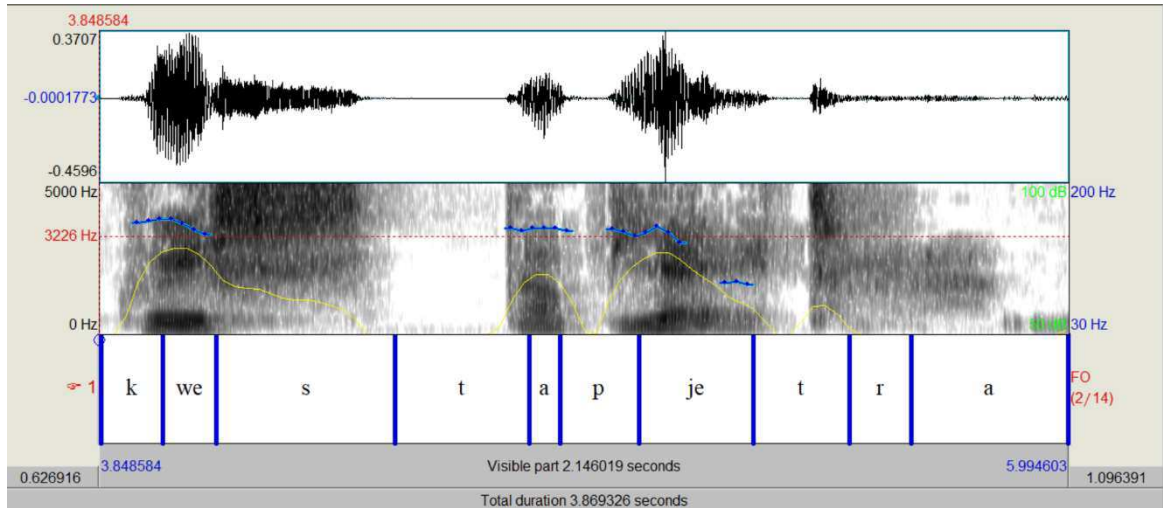 3.848584
0.3707
-0.0001773
-0.4596
5000 Hz 100 dB 200 Hz
3226 Hz
0 Hz 30 Hz
1 k we s t a p je t r a FO
(2/14)
3.848584 Visible part 2.146019 seconds 5.994603
0.626916 1.096391
Total duration 3.869326 seconds